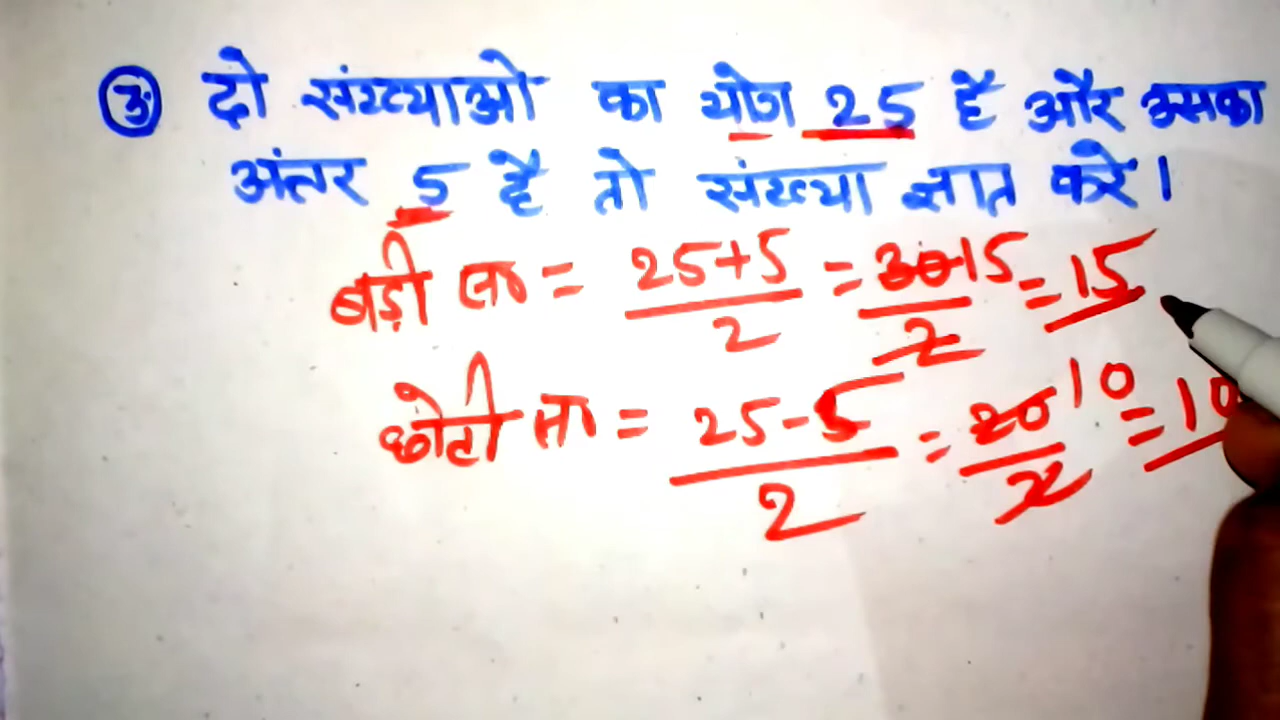 ③ दो संख्याओ का योग 25 है और उसका
अंतर 5 है तो संख्या ज्ञात करे।
बड़ी सं० = 25+5/2 = 30/2 15 = 15
छोटी सं० = 25-5/2 = 20/2 10 = 10